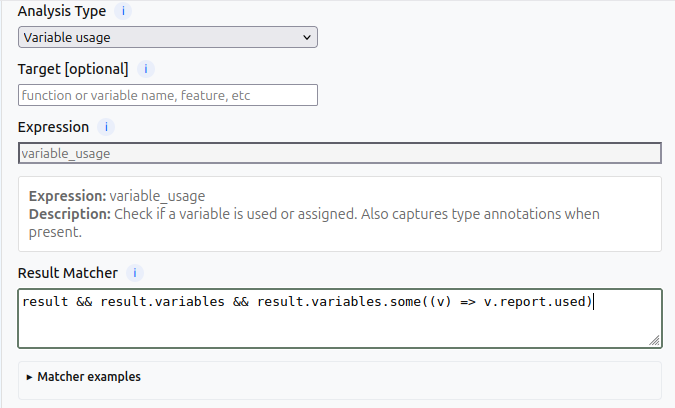 Analysis Type i
Variable usage
Target [optional] i
function or variable name, feature, etc
Expression i
variable_usage
Expression: variable_usage
Description: Check if a variable is used or assigned. Also captures type annotations when
present.
Result Matcher i
result && result.variables && result.variables.some((v) => v.report.used)
▸ Matcher examples